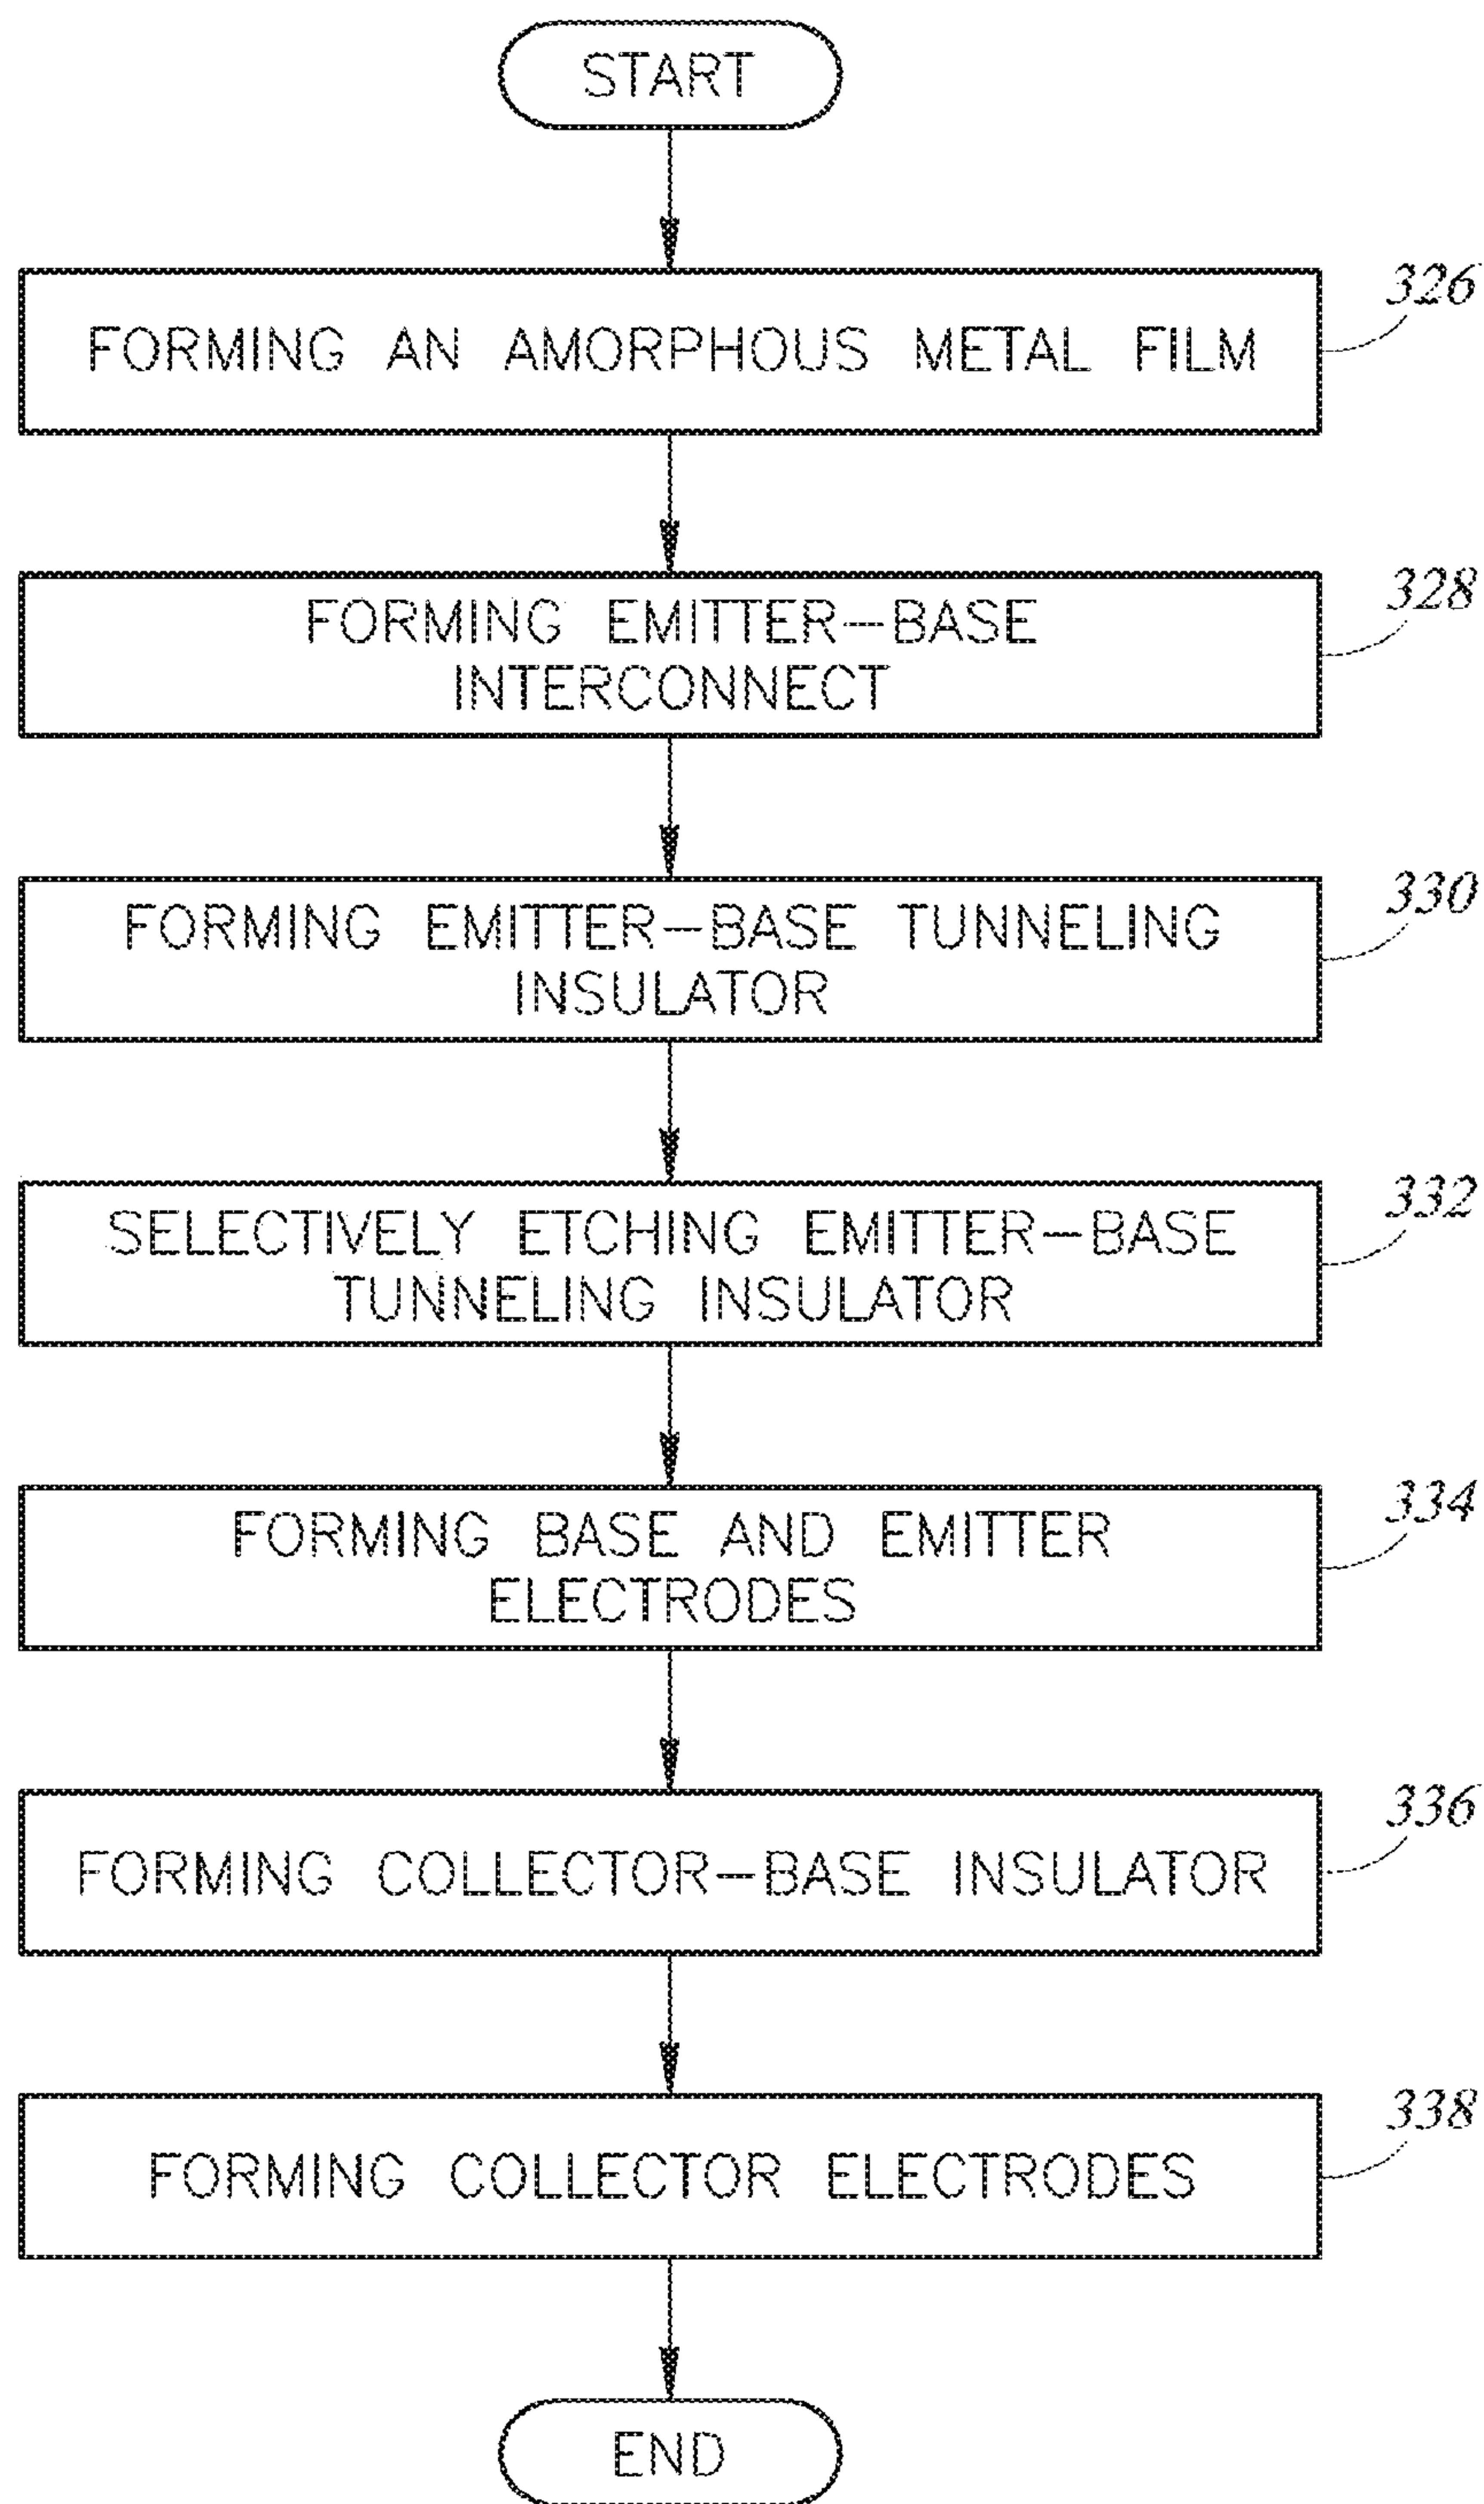 START
326
FORMING AN AMORPHOUS METAL FILM
328
FORMING EMITTER—BASE
INTERCONNECT
330
FORMING EMITTER—BASE TUNNELING
INSULATOR
332
SELECTIVELY ETCHING EMITTER—BASE
TUNNELING INSULATOR
334
FORMING BASE AND EMITTER
ELECTRODES
336
FORMING COLLECTOR—BASE INSULATOR
338
FORMING COLLECTOR ELECTRODES
END